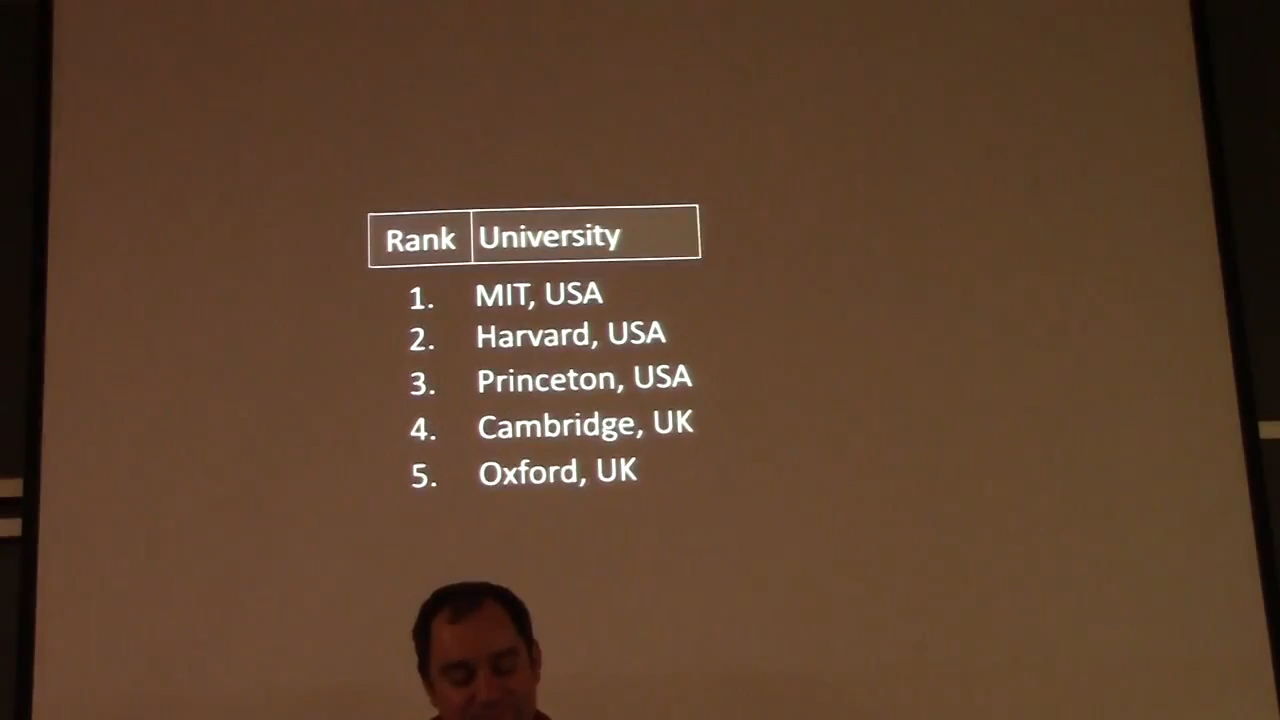 Rank University
1. MIT, USA
2. Harvard, USA
3. Princeton, USA
4. Cambridge, UK
5. Oxford, UK